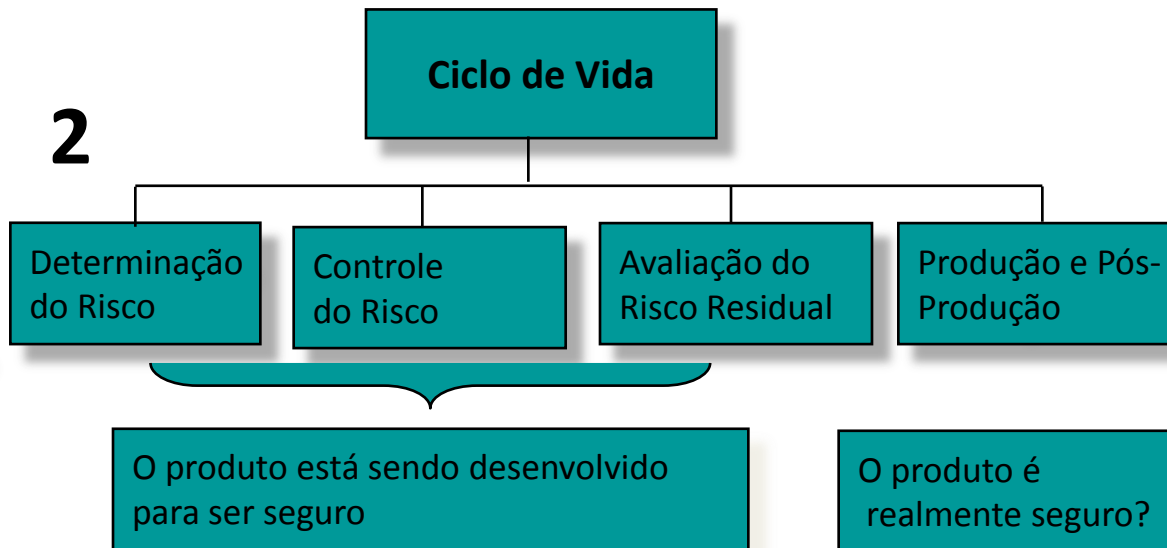 Ciclo de Vida
2
Determinação
do Risco
Controle
do Risco
Avaliação do
Risco Residual
Produção e Pós-
Produção
O produto está sendo desenvolvido
para ser seguro
O produto é
realmente seguro?